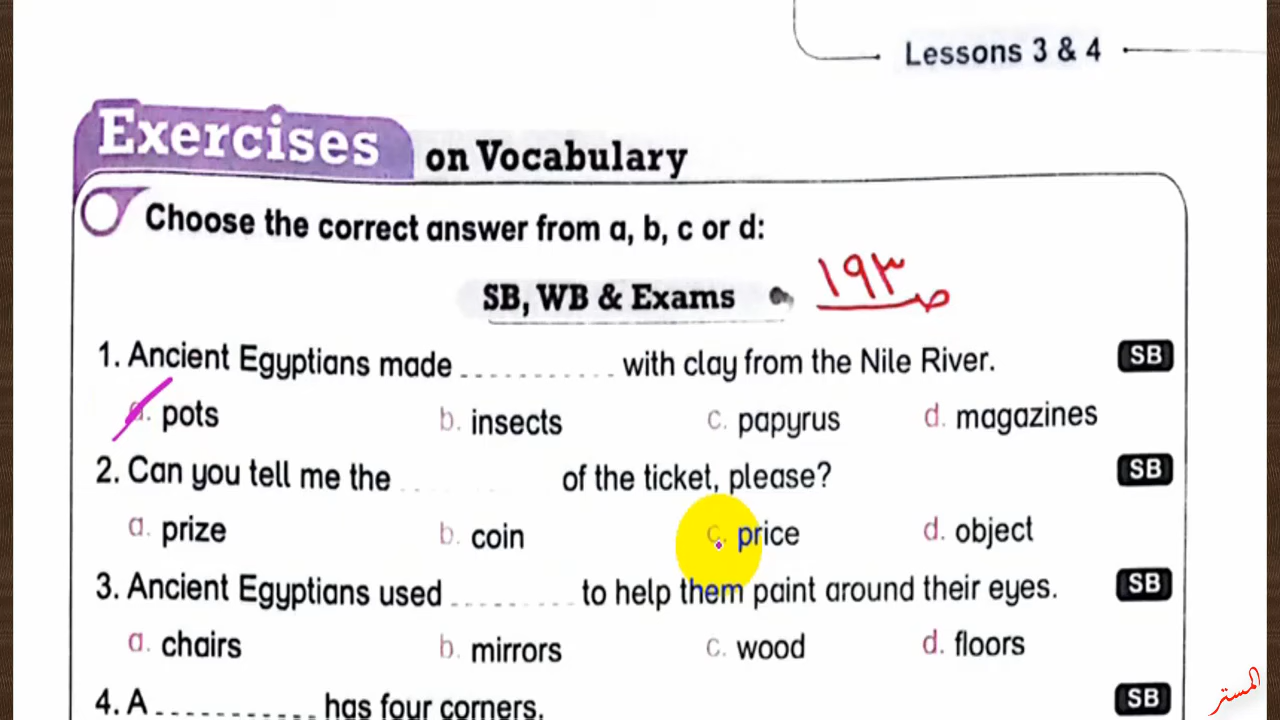 Lessons 3 & 4
Exercises on Vocabulary
Choose the correct answer from a, b, c or d:
SB, WB & Exams ص١٩٣
1. Ancient Egyptians made ............ with clay from the Nile River. SB
a. pots b. insects c. papyrus d. magazines
2. Can you tell me the ............ of the ticket, please? SB
a. prize b. coin c. price d. object
3. Ancient Egyptians used ............ to help them paint around their eyes. SB
a. chairs b. mirrors c. wood d. floors
4. A ............ has four corners. SB
المستر